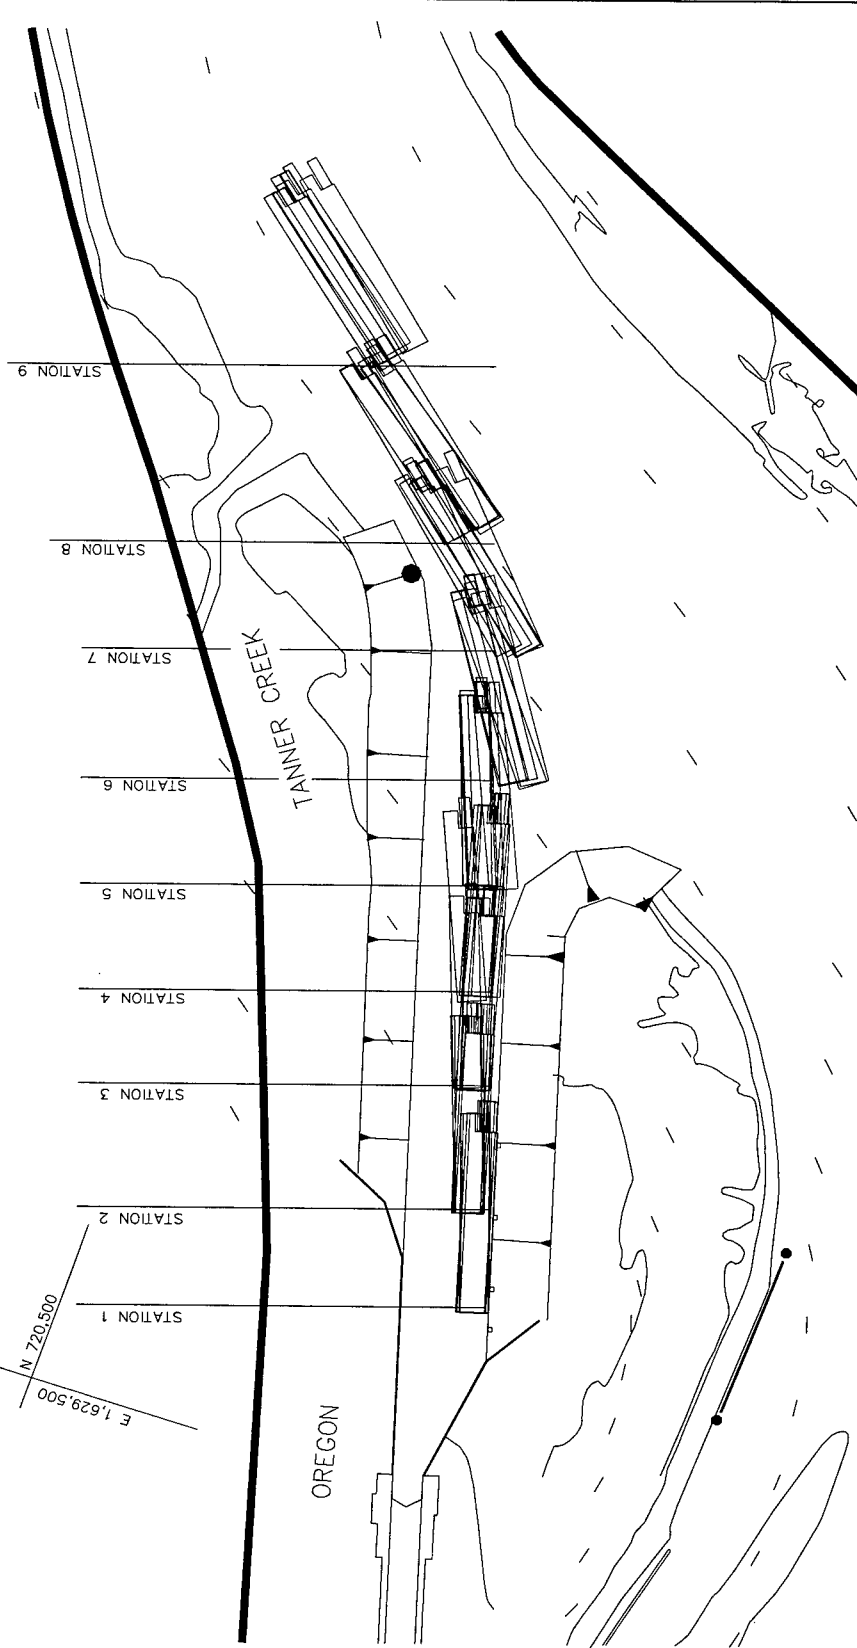 STATION 9
STATION 8
STATION 7
TANNER CREEK
STATION 6
STATION 5
STATION 4
STATION 3
STATION 2
STATION 1
N 720,500
E 1,629,500
OREGON